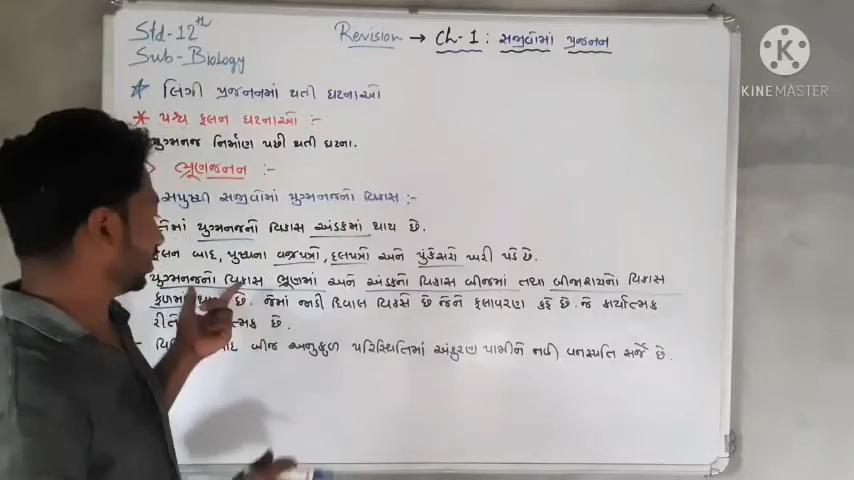 Std-12th
Sub-Biology
Revision → Ch-1 : સજીવોમાં પ્રજનન
લિંગી પ્રજનનમાં થતી ઘટનાઓ
* પશ્ચ ફલન ઘટનાઓ :-
યુગ્મનજ નિર્માણ પછી થતી ઘટના.
ભ્રૂણજનન :-
સપુષ્પી સજીવોમાં યુગ્મનજનો વિકાસ :-
યુગ્મનજનો વિકાસ અંડકમાં થાય છે.
બાદ, પુષ્પના વજ્રપત્રો, દલપત્રો અને પુંકેસરો ખરી પડે છે.
યુગ્મનજનો વિકાસ ભ્રૂણમાં અને અંડકનો વિકાસ બીજમાં તથા બીજાશયનો વિકાસ
ફળમાં થાય છે. જેમાં જાડી દિવાલ વિકસે છે જેને ફલાવરણ કહે છે. જે કાર્યાત્મક
છે.
- બાદ બીજ અનુકુળ પરિસ્થિતિમાં અંકુરણ પામીને નવી વનસ્પતિ સર્જે છે.
KINEMASTER